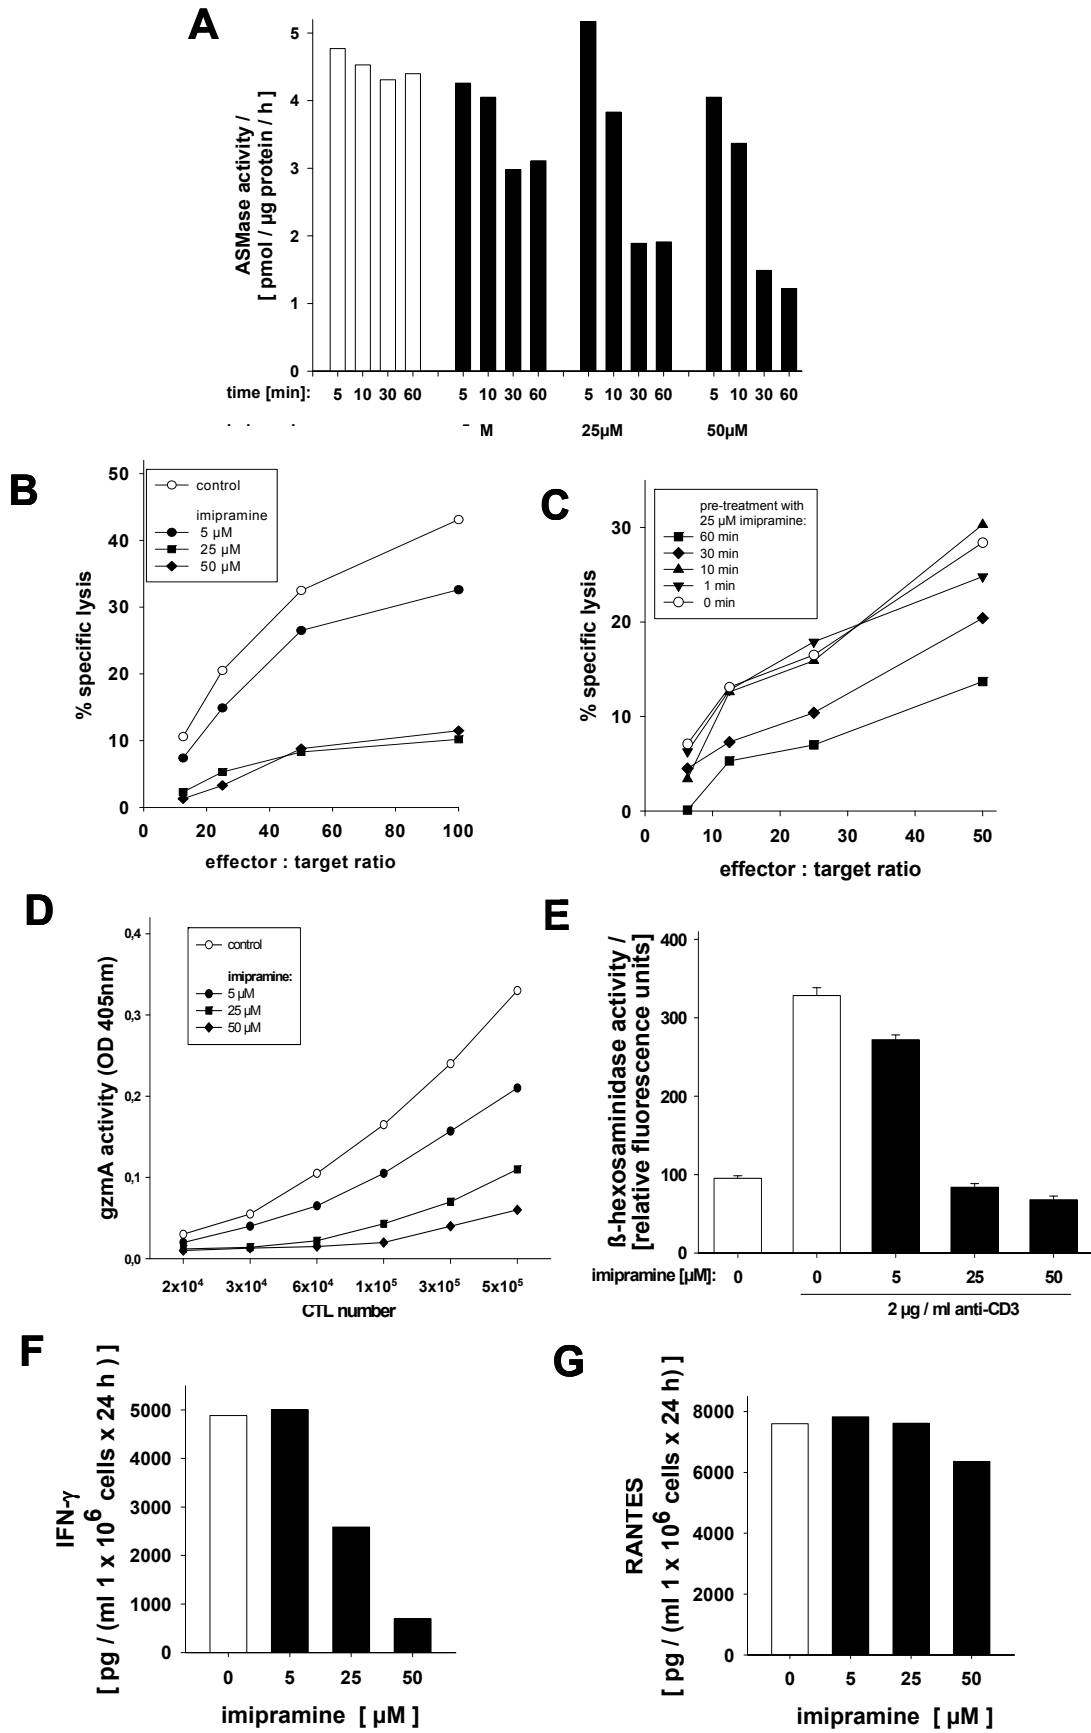 A
ASMase activity /
[ pmol / µg protein / h ]
5
4
3
2
1
0
time [min]: 5 10 30 60 5 10 30 60 5 10 30 60 5 10 30 60
M 25µM 50µM
B
% specific lysis
50
40
30
20
10
0
control
imipramine
5 µM
25 µM
50 µM
0 20 40 60 80 100
effector : target ratio
C
% specific lysis
30
20
10
0
pre-treatment with
25 µM imipramine:
60 min
30 min
10 min
1 min
0 min
0 10 20 30 40 50
effector : target ratio
D
gzmA activity (OD 405nm)
0,4
0,3
0,2
0,1
0,0
control
imipramine:
5 µM
25 µM
50 µM
2x10⁴ 3x10⁴ 6x10⁴ 1x10⁵ 3x10⁵ 5x10⁵
CTL number
E
ß-hexosaminidase activity /
[relative fluorescence units]
400
300
200
100
0
imipramine [µM]: 0 0 5 25 50
2 µg / ml anti-CD3
F
IFN-γ
[ pg / (ml 1 x 10⁶ cells x 24 h ) ]
5000
4000
3000
2000
1000
0
0 5 25 50
imipramine [ µM ]
G
RANTES
[ pg / (ml 1 x 10⁶ cells x 24 h) ]
8000
6000
4000
2000
0
0 5 25 50
imipramine [ µM ]